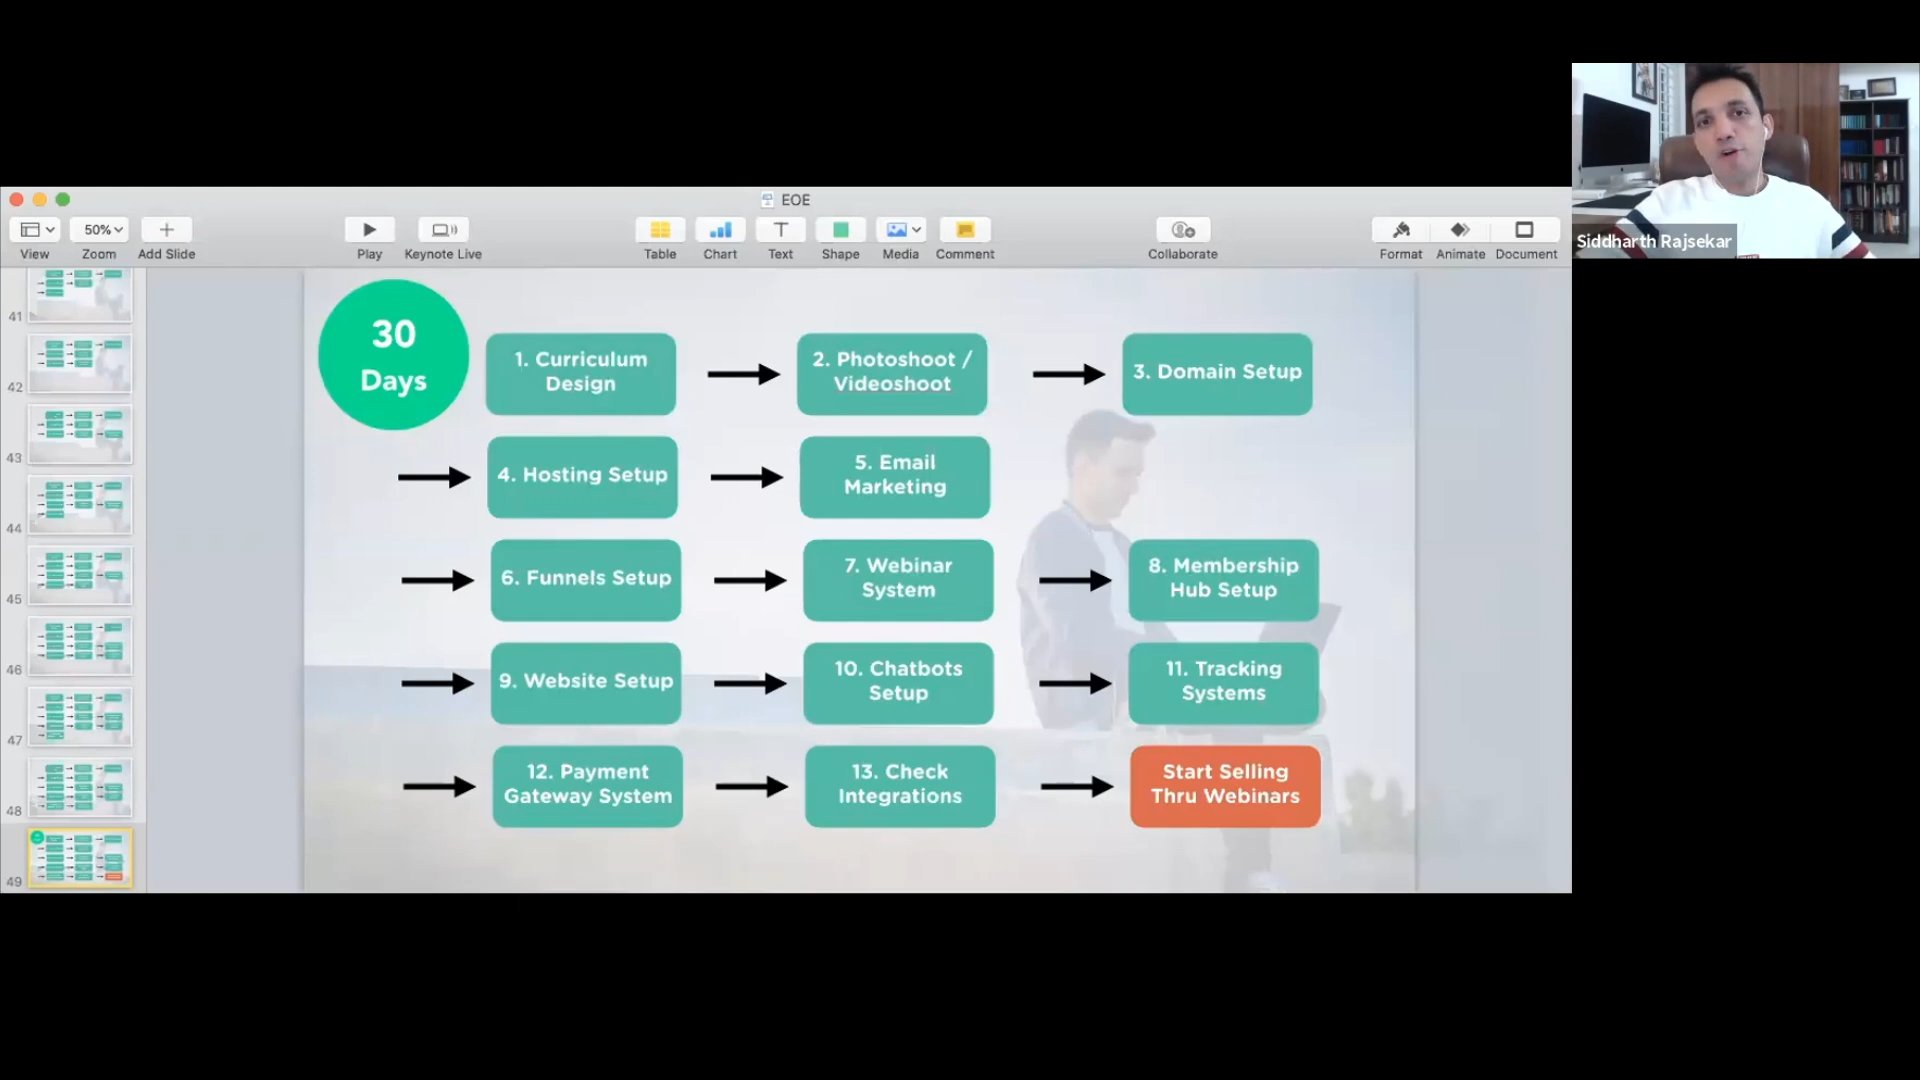 EOE
50%
View
Zoom
Add Slide
Play
Keynote Live
Table
Chart
Text
Shape
Media
Comment
Collaborate
Format
Animate
Document
Siddharth Rajsekar
41
42
43
44
45
46
47
48
49
30
Days
1. Curriculum
Design
2. Photoshoot /
Videoshoot
3. Domain Setup
4. Hosting Setup
5. Email
Marketing
6. Funnels Setup
7. Webinar
System
8. Membership
Hub Setup
9. Website Setup
10. Chatbots
Setup
11. Tracking
Systems
12. Payment
Gateway System
13. Check
Integrations
Start Selling
Thru Webinars